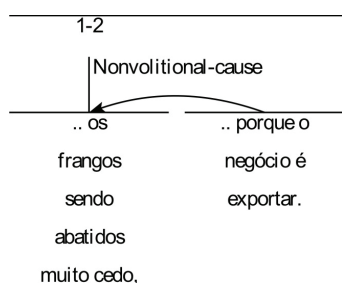 1-2
Nonvolitional-cause
.. os
frangos
sendo
abatidos
muito cedo,
.. porque o
negócio é
exportar.